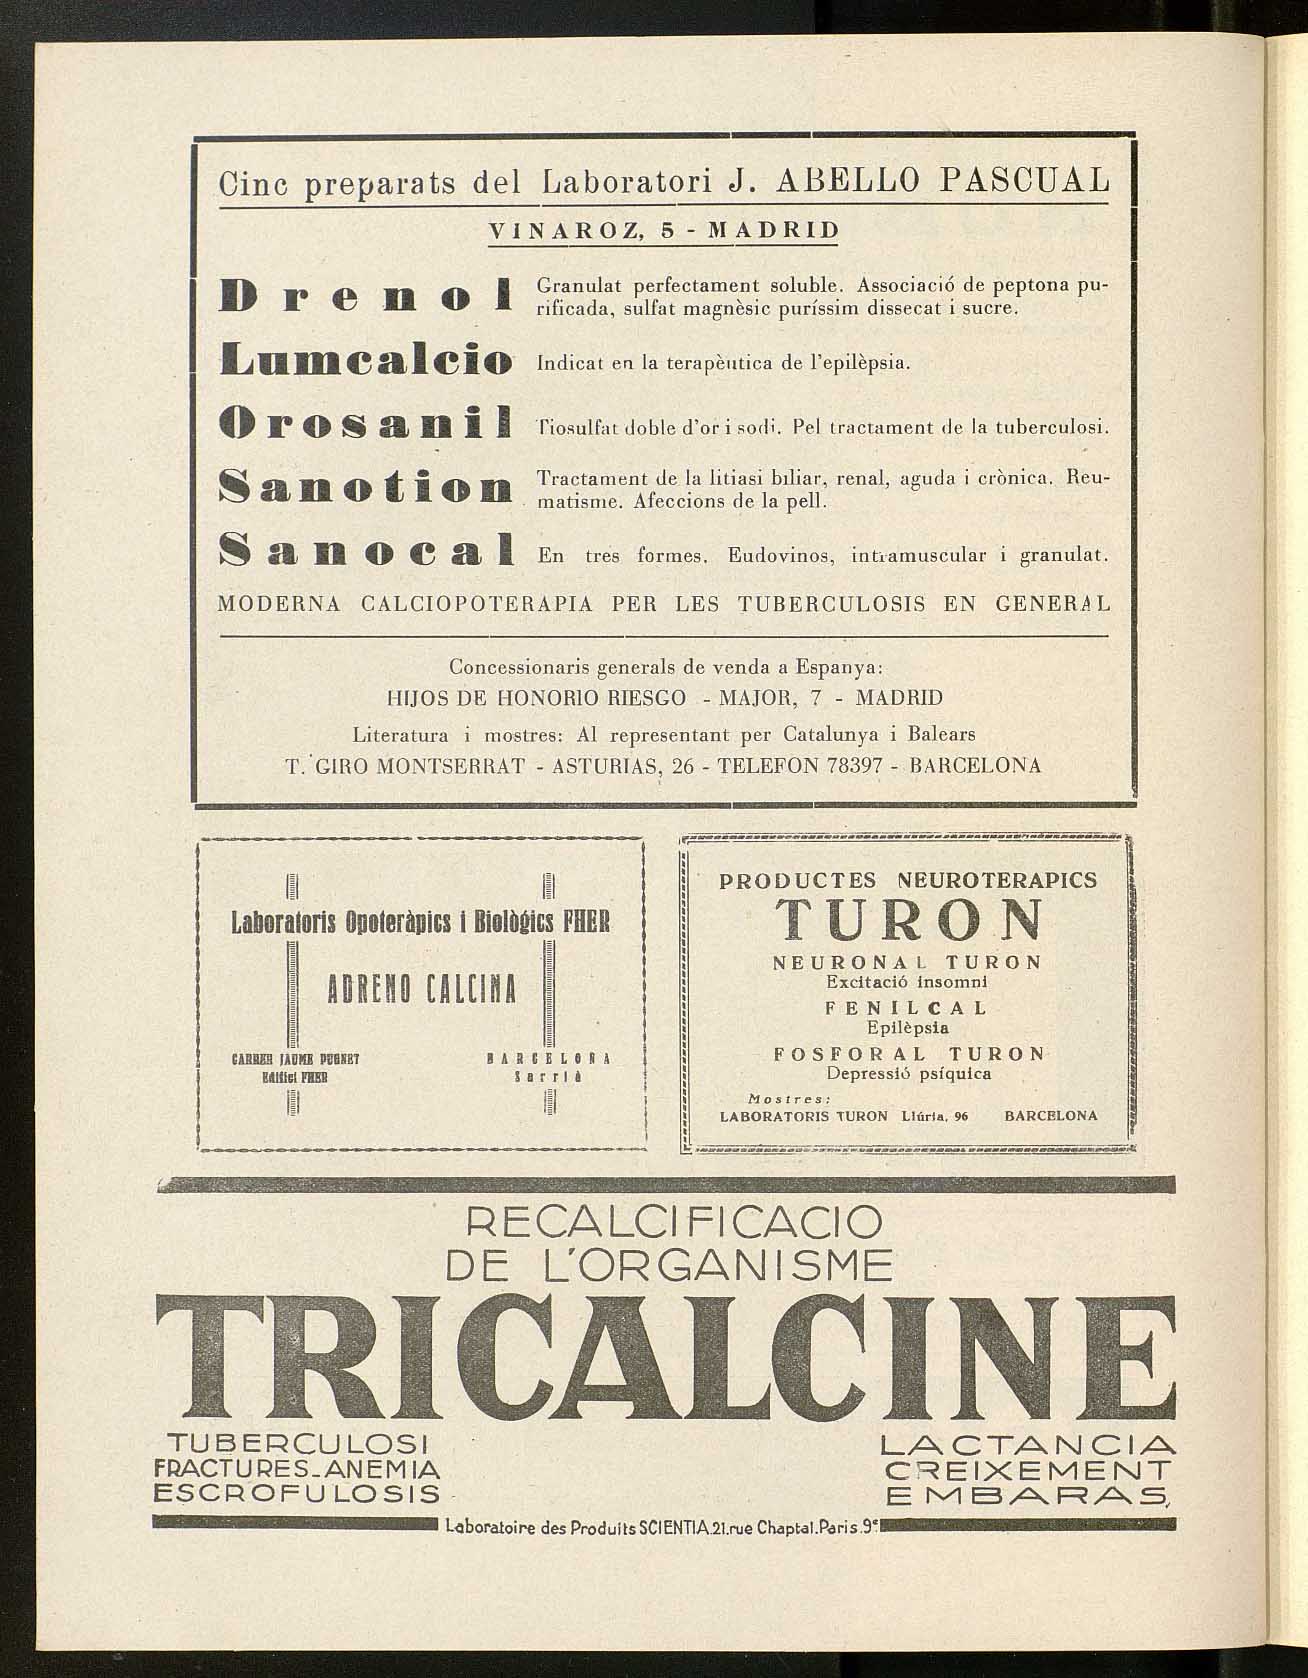 Cinc preparats del Laboratori J. ABELLO PASCUAL
VINAROZ, 5 - MADRID
Drenol
Granulat perfectament soluble. Associació de peptona pu-
rificada, sulfat magnèsic puríssim dissecat i sucre.
Lumcalcio
Indicat en la terapèutica de l'epilèpsia.
Orosanil
Tiosulfat doble d'or i sodi. Pel tractament de la tuberculosi.
Sanotion
Tractament de la litiasi biliar, renal, aguda i crònica. Reu-
matisme. Afeccions de la pell.
Sanocal
En tres formes. Eudovinos, intramuscular i granulat.
MODERNA CALCIOPOTERAPIA PER LES TUBERCULOSIS EN GENERAL
Concessionaris generals de venda a Espanya:
HIJOS DE HONORIO RIESGO - MAJOR, 7 - MADRID
Literatura i mostres: Al representant per Catalunya i Balears
T. GIRO MONTSERRAT - ASTURIAS, 26 - TELEFON 78397 - BARCELONA
Laboratoris Opoteràpics i Biològics FHER
ADRENO CALCINA
CARRER JAUME PUGNET
Edifici FHER
BARCELONA
Sarrià
PRODUCTES NEUROTERAPICS
TURON
NEURONAL TURON
Excitació insomni
FENILCAL
Epilèpsia
FOSFORAL TURON
Depressió psíquica
Mostres:
LABORATORIS TURON Llúria, 96 BARCELONA
RECALCIFICACIO
DE L'ORGANISME
TRICALCINE
TUBERCULOSI
FRACTURES_ANEMIA
ESCROFULOSIS
LACTANCIA
CREIXEMENT
EMBARAS,
Laboratoire des Produits SCIENTIA.21.rue Chaptal.Paris.9e